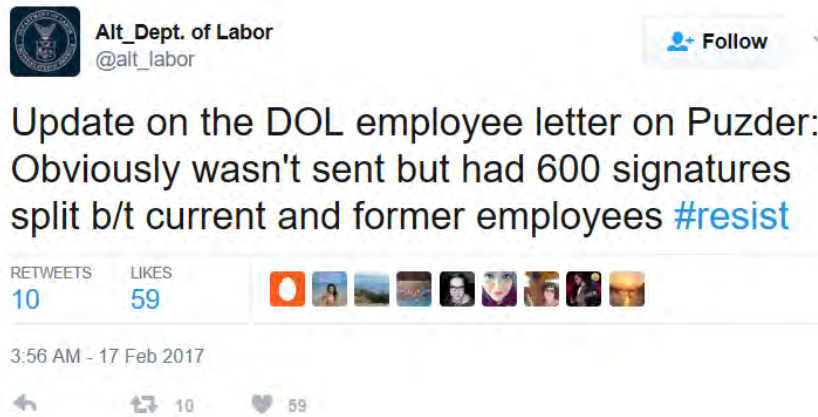 Alt_Dept. of Labor
@alt_labor
Follow
Update on the DOL employee letter on Puzder:
Obviously wasn't sent but had 600 signatures
split b/t current and former employees #resist
RETWEETS LIKES
10 59
3:56 AM - 17 Feb 2017
10 59